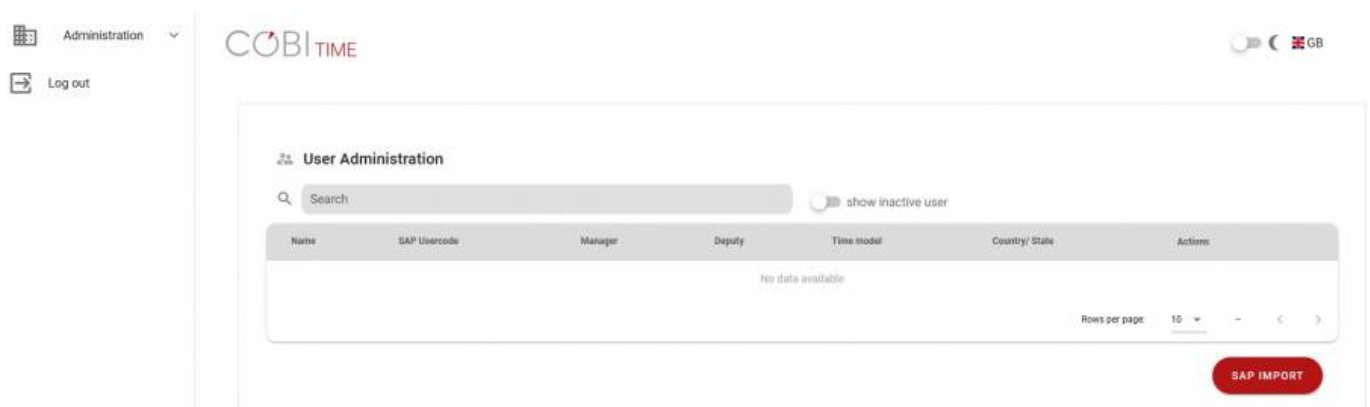 Administration
Log out
COBI TIME
GB
User Administration
Search
show inactive user
Name SAP Usercode Manager Deputy Time model Country/ State Actions
No data available
Rows per page: 10 –
SAP IMPORT